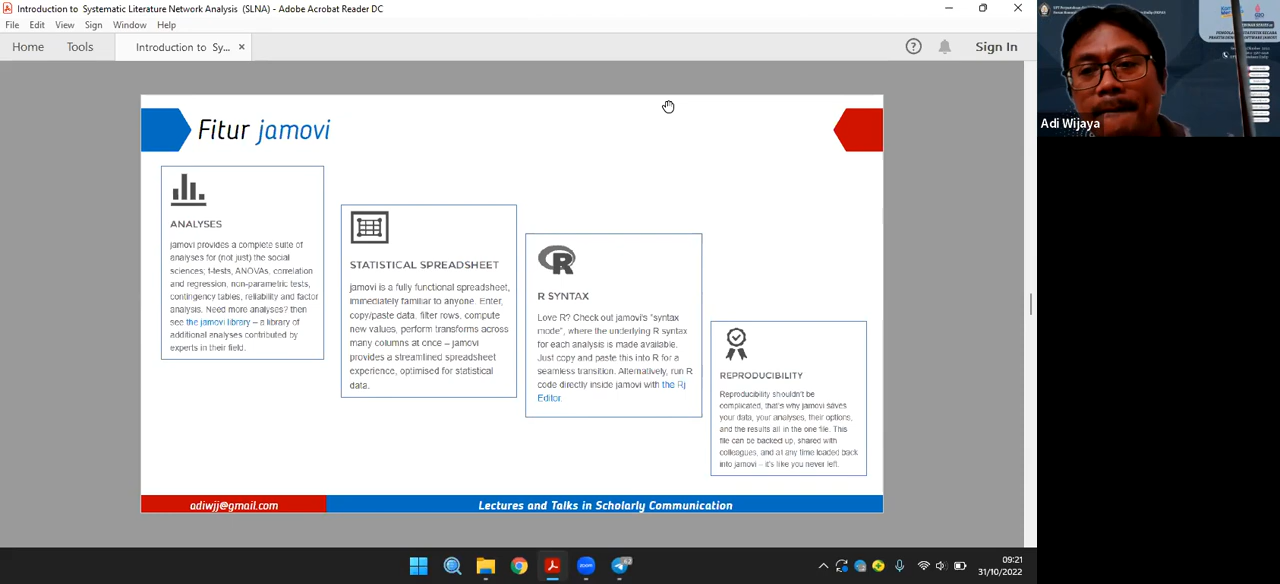 Introduction to Systematic Literature Network Analysis (SLNA) - Adobe Acrobat Reader DC
File Edit View Sign Window Help
Home Tools Introduction to Sy... × Sign In
Fitur jamovi
ANALYSES
jamovi provides a complete suite of
analyses for (not just) the social
sciences; t-tests, ANOVAs, correlation
and regression, non-parametric tests,
contingency tables, reliability and factor
analysis. Need more analyses? then
see the jamovi library – a library of
additional analyses contributed by
experts in their field.
STATISTICAL SPREADSHEET
jamovi is a fully functional spreadsheet,
immediately familiar to anyone. Enter,
copy/paste data, filter rows, compute
new values, perform transforms across
many columns at once – jamovi
provides a streamlined spreadsheet
experience, optimised for statistical
data.
R SYNTAX
Love R? Check out jamovi's "syntax
mode", where the underlying R syntax
for each analysis is made available.
Just copy and paste this into R for a
seamless transition. Alternatively, run R
code directly inside jamovi with the Rj
Editor.
REPRODUCIBILITY
Reproducibility shouldn't be
complicated, that's why jamovi saves
your data, your analyses, their options,
and the results all in the one file. This
file can be backed up, shared with
colleagues, and at any time loaded back
into jamovi – it's like you never left.
adiwjj@gmail.com
Lectures and Talks in Scholarly Communication
Adi Wijaya
09:21
31/10/2022